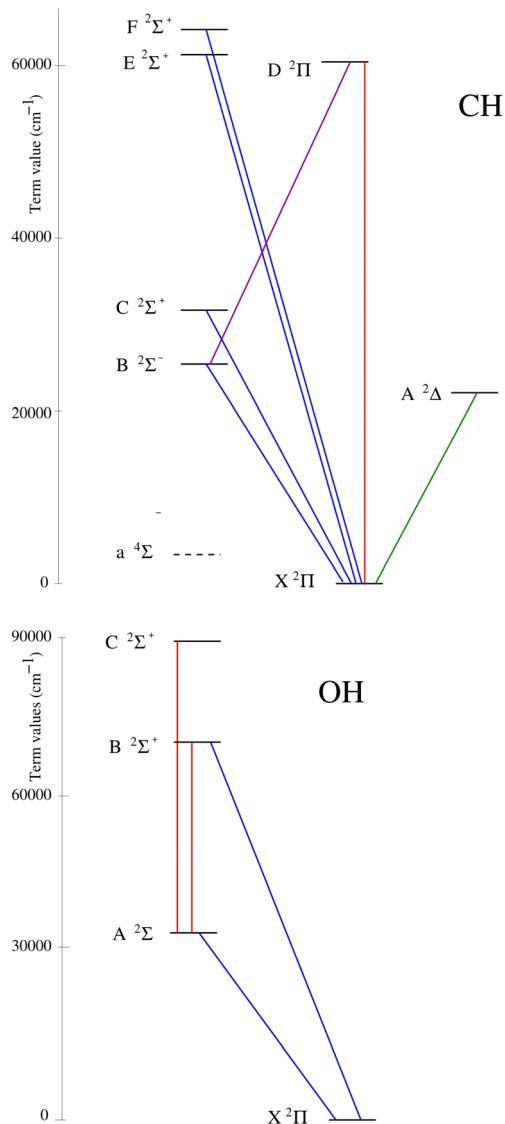 F ²Σ⁺
E ²Σ⁺
60000
D ²Π
CH
Term value (cm⁻¹)
40000
C ²Σ⁺
B ²Σ⁻
A ²Δ
20000
−
a ⁴Σ
0
X ²Π
90000
C ²Σ⁺
Term values (cm⁻¹)
OH
B ²Σ⁺
60000
A ²Σ
30000
0
X ²Π